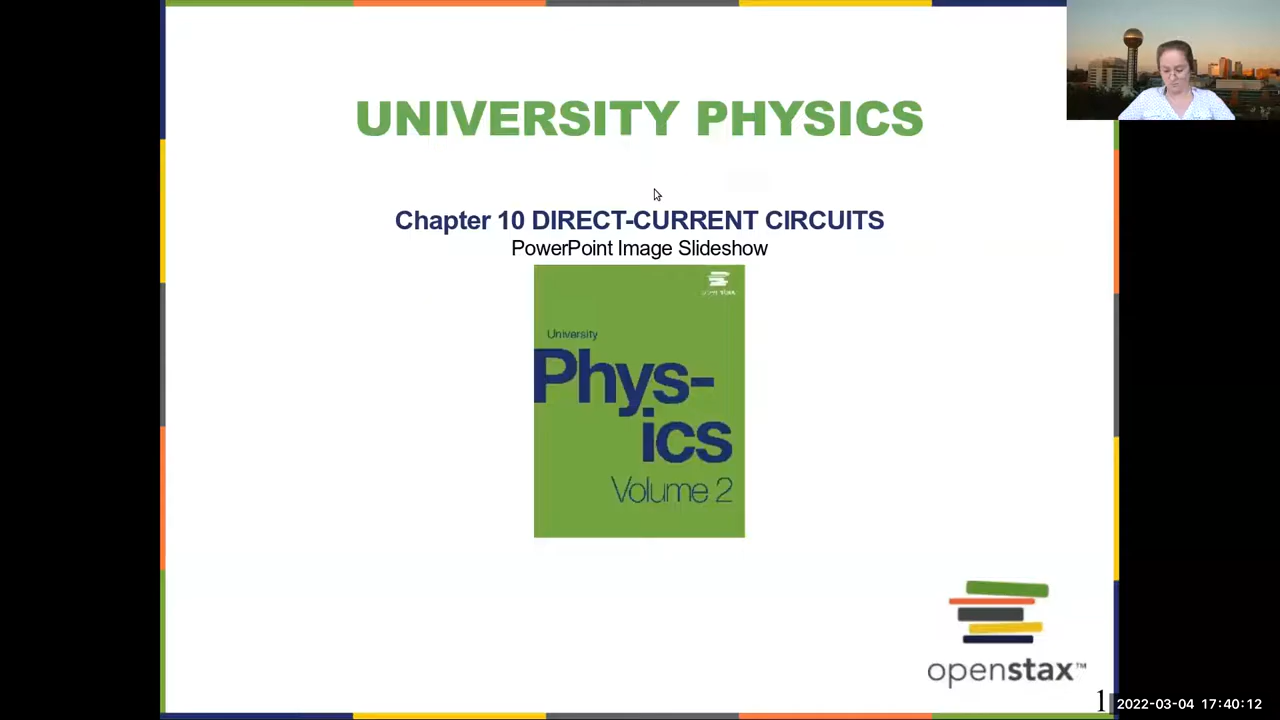 UNIVERSITY PHYSICS
Chapter 10 DIRECT-CURRENT CIRCUITS
PowerPoint Image Slideshow
openstax
University
Phys-
ics
Volume 2
openstax™
1
2022-03-04 17:40:12